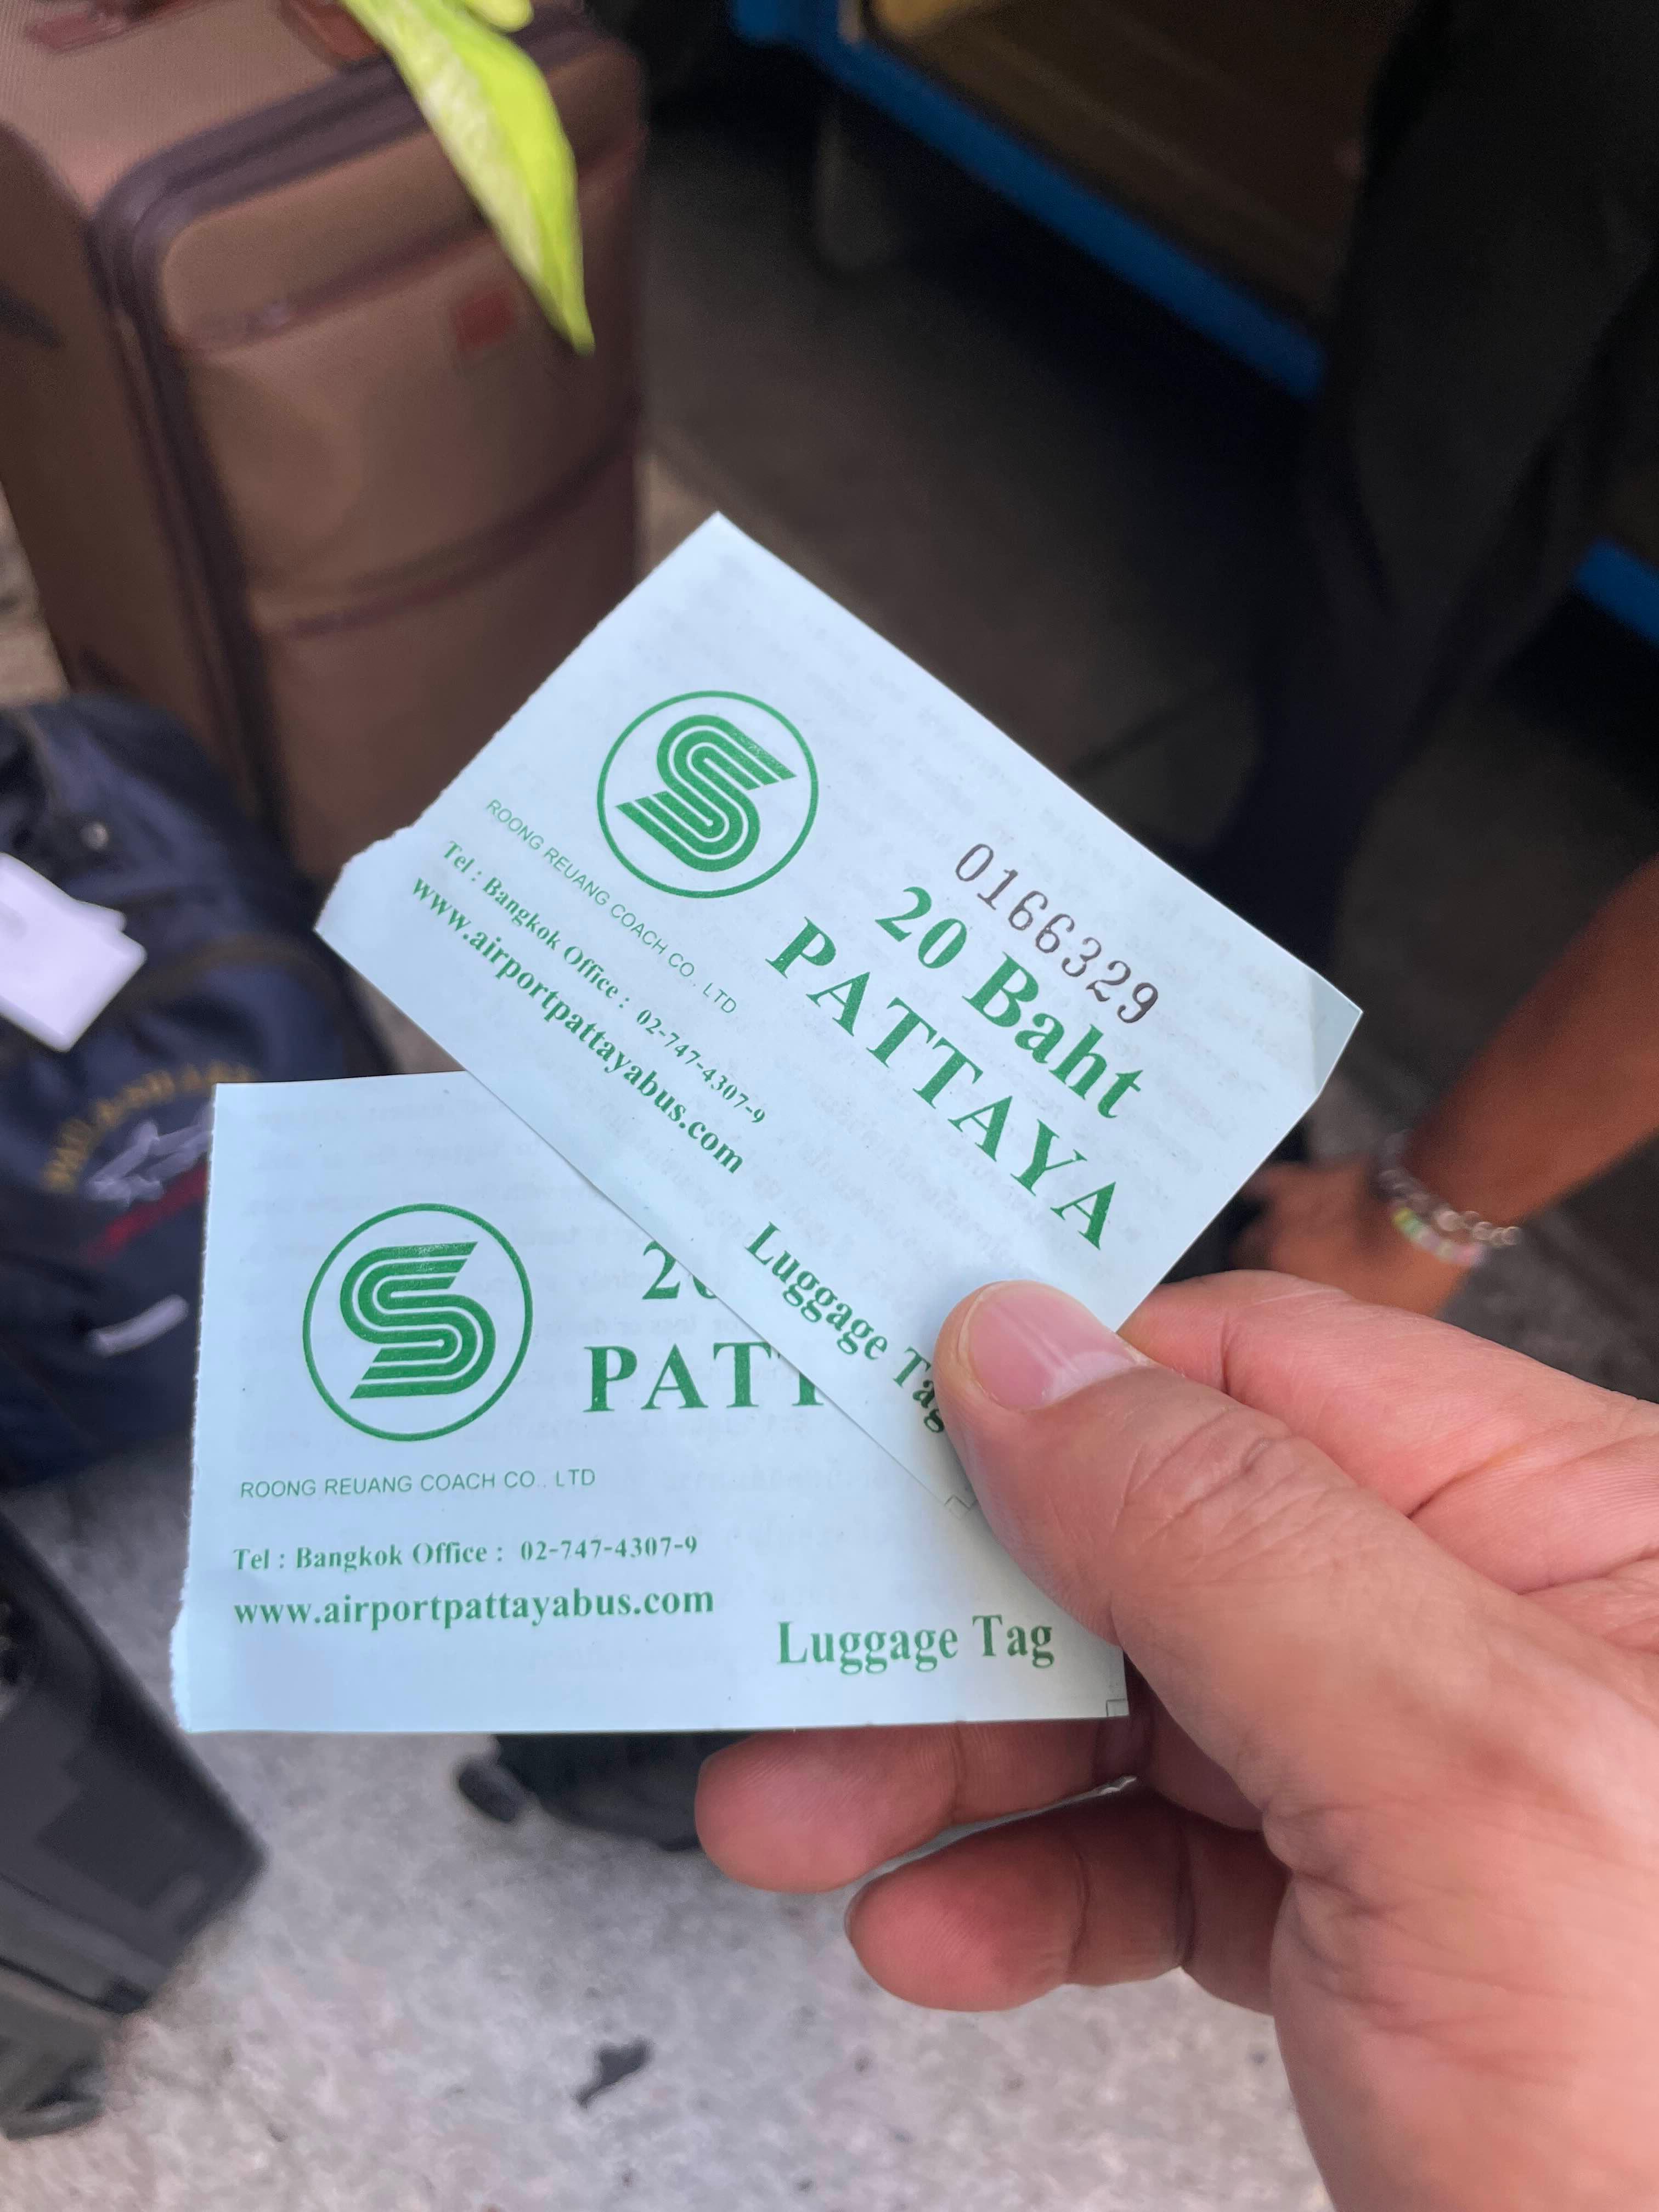 0166329
20 Baht
PATTAYA
ROONG REUANG COACH CO., LTD
Tel : Bangkok Office : 02-747-4307-9
www.airportpattayabus.com
Luggage Tag
ROONG REUANG COACH CO., LTD
Tel : Bangkok Office : 02-747-4307-9
www.airportpattayabus.com
Luggage Tag